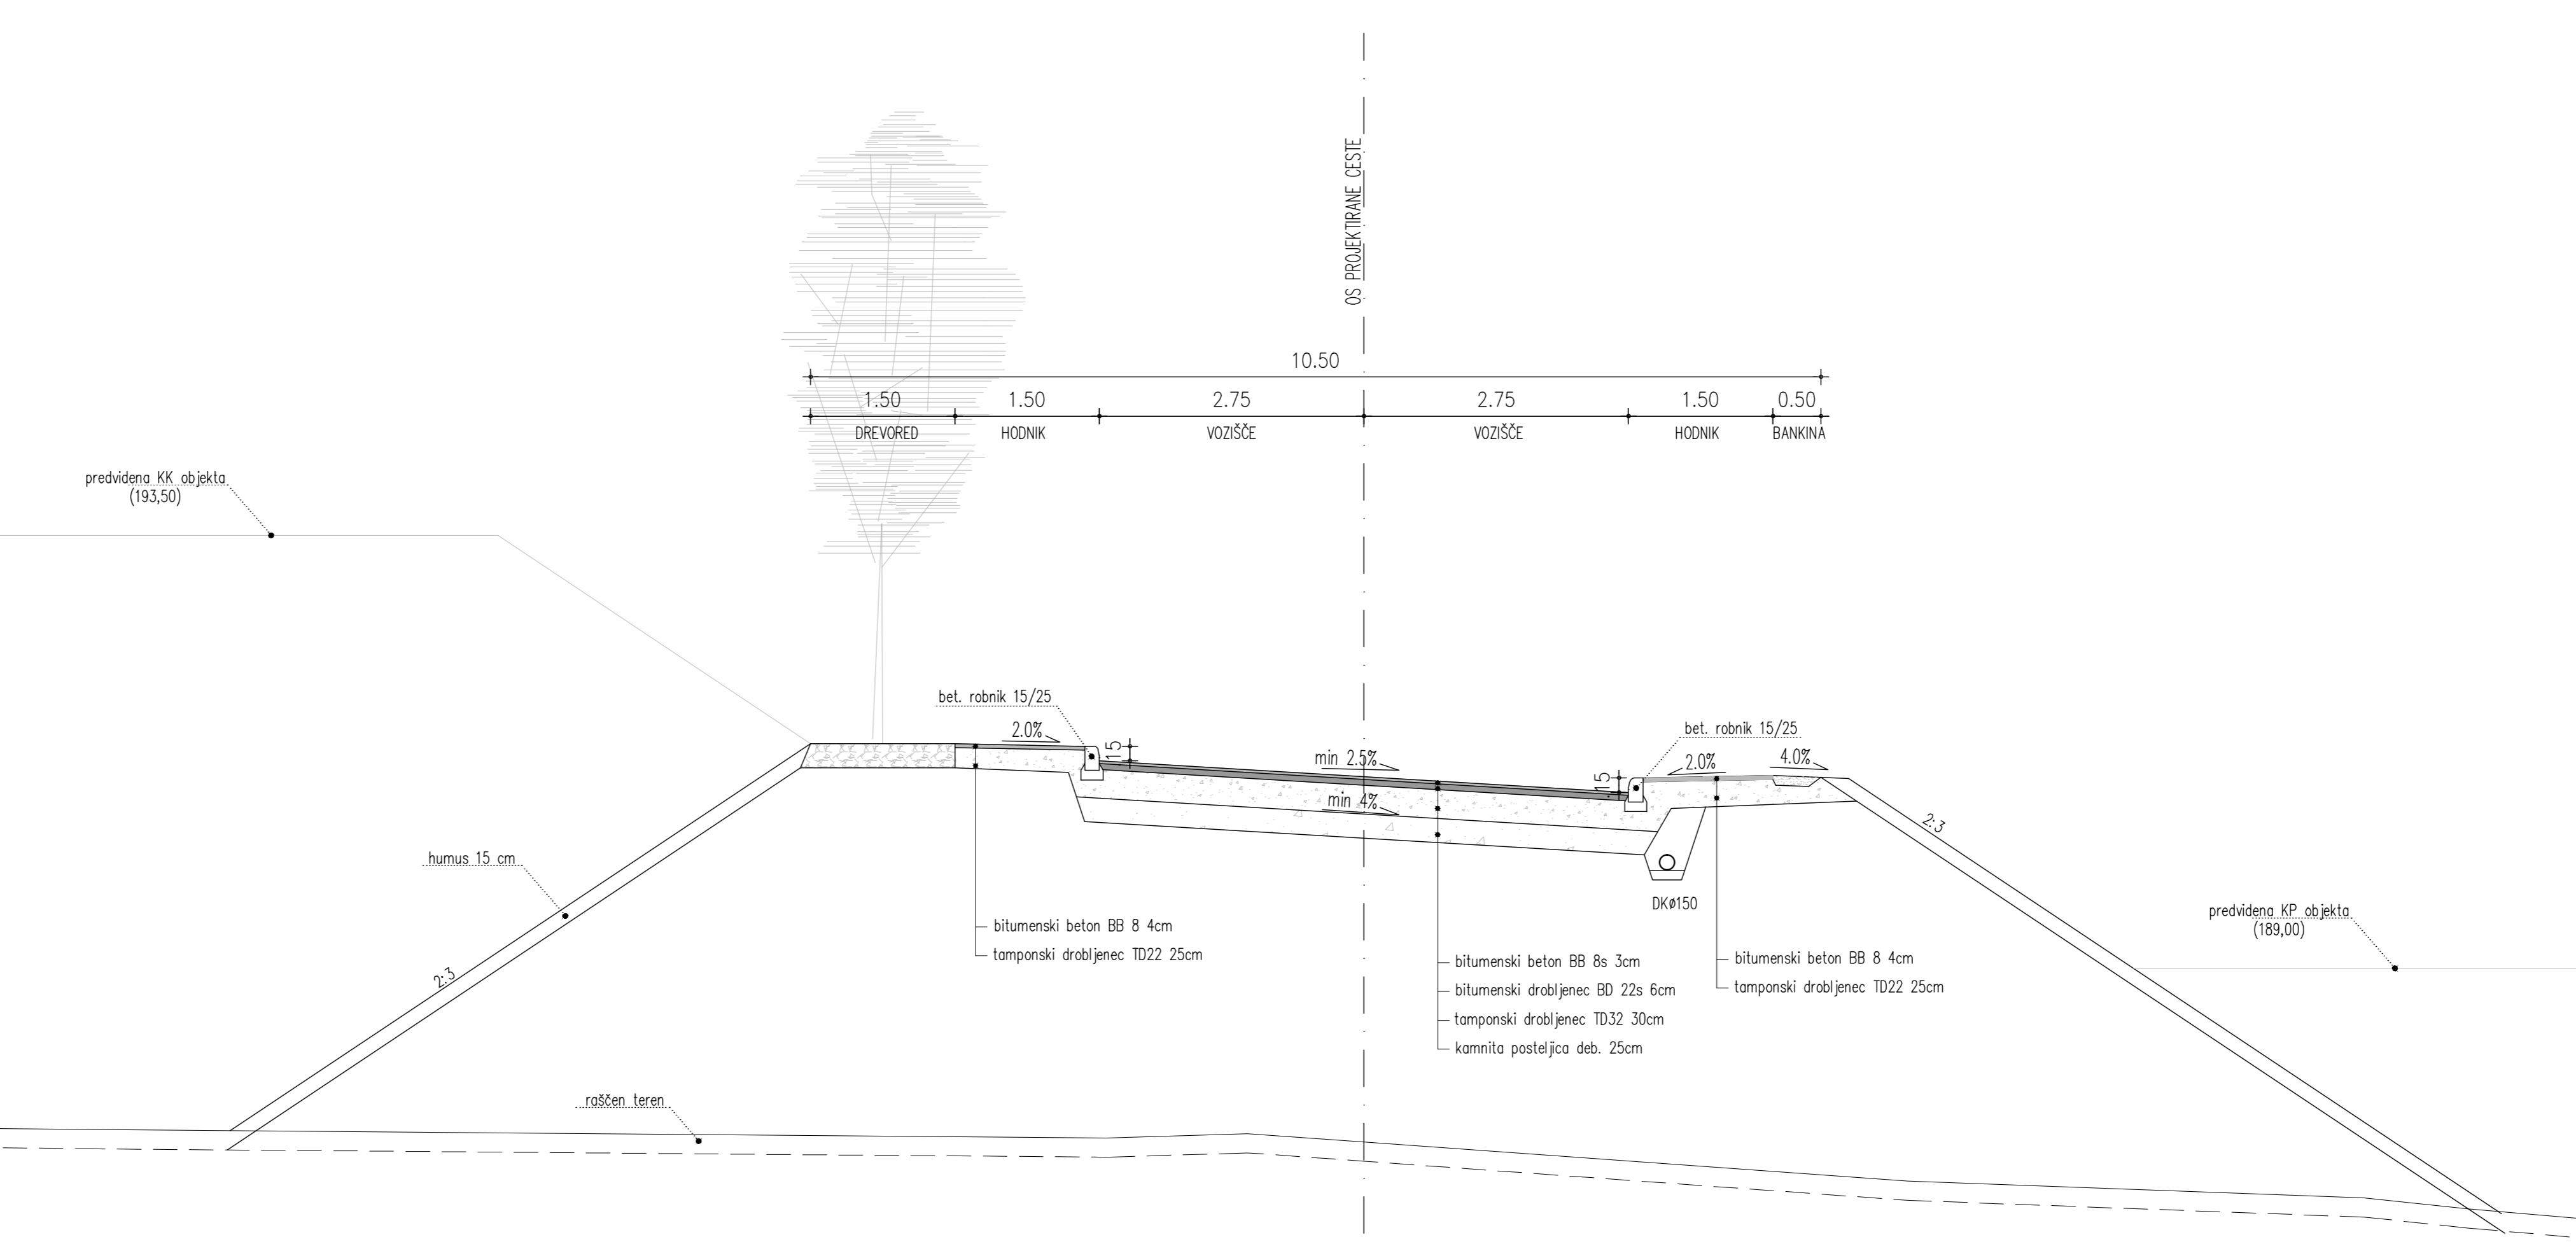 OS PROJEKTIRANE CESTE
10.50
1.50 1.50 2.75 2.75 1.50 0.50
DREVORED HODNIK VOZIŠČE VOZIŠČE HODNIK BANKINA
predvidena KK objekta
(193,50)
bet. robnik 15/25
2.0%
.15
min 2.5%
min 4%
.15
bet. robnik 15/25
2.0%
4.0%
2:3
humus 15 cm
2:3
DKø150
predvidena KP objekta
(189,00)
bitumenski beton BB 8 4cm
tamponski drobljenec TD22 25cm
bitumenski beton BB 8s 3cm
bitumenski drobljenec BD 22s 6cm
tamponski drobljenec TD32 30cm
kamnita posteljica deb. 25cm
bitumenski beton BB 8 4cm
tamponski drobljenec TD22 25cm
raščen teren